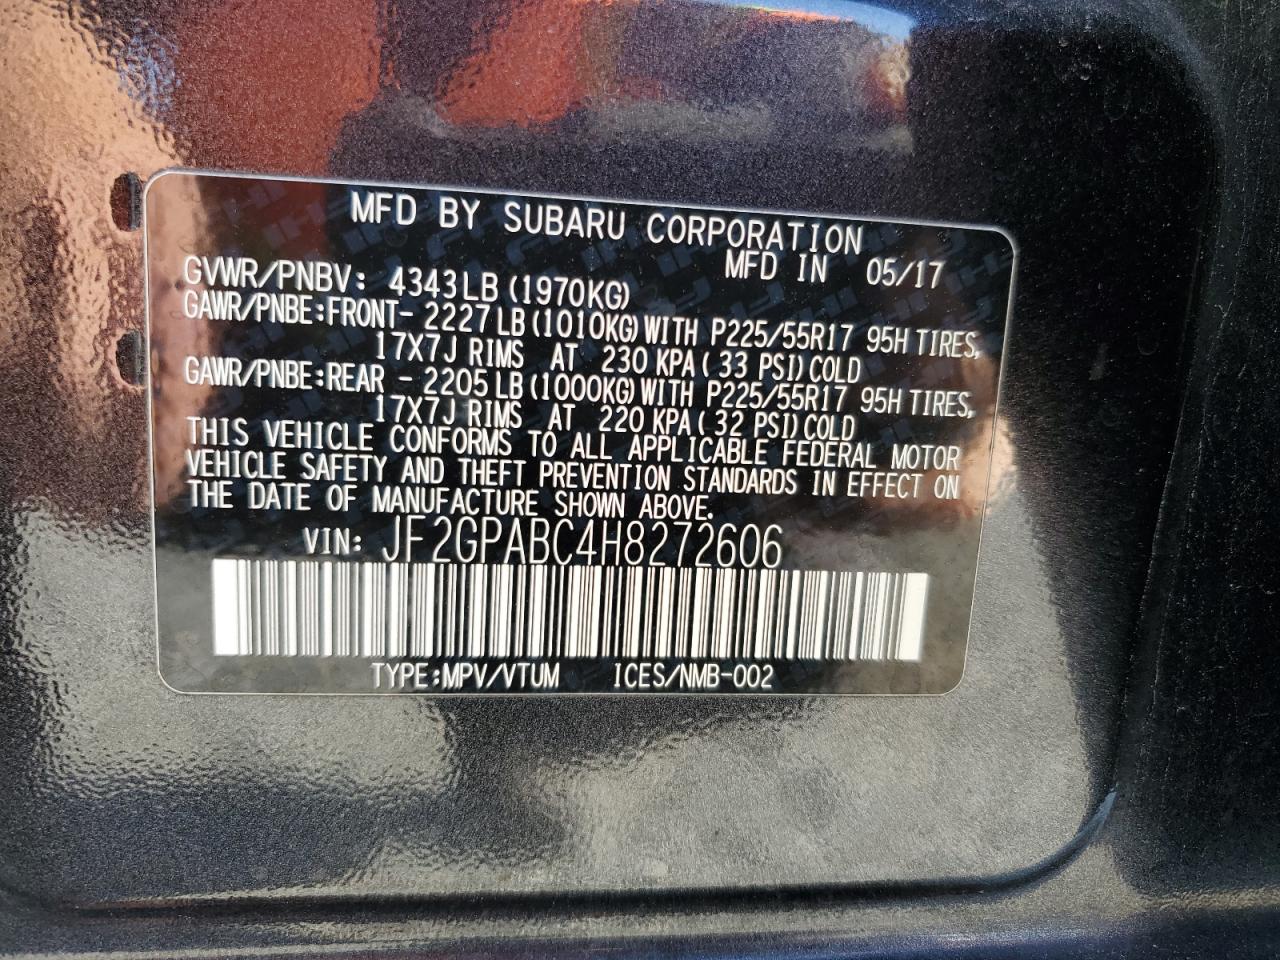 MFD BY SUBARU CORPORATION
MFD IN 05/17
GVWR/PNBV: 4343LB (1970KG)
GAWR/PNBE:FRONT- 2227 LB(1010KG)WITH P225/55R17 95H TIRES,
17X7J RIMS AT 230 KPA( 33 PSI)COLD
GAWR/PNBE:REAR - 2205 LB(1000KG)WITH P225/55R17 95H TIRES,
17X7J RIMS AT 220 KPA( 32 PSI)COLD
THIS VEHICLE CONFORMS TO ALL APPLICABLE FEDERAL MOTOR
VEHICLE SAFETY AND THEFT PREVENTION STANDARDS IN EFFECT ON
THE DATE OF MANUFACTURE SHOWN ABOVE.
VIN: JF2GPABC4H8272606
TYPE:MPV/VTUM ICES/NMB-002